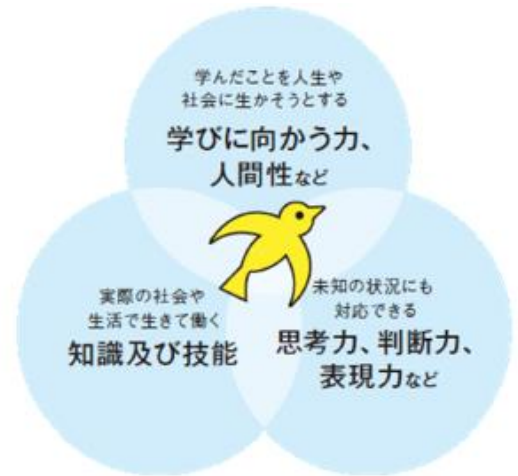 学んだことを人生や
社会に生かそうとする
学びに向かう力、
人間性など
実際の社会や
生活で生きて働く
知識及び技能
未知の状況にも
対応できる
思考力、判断力、
表現力など